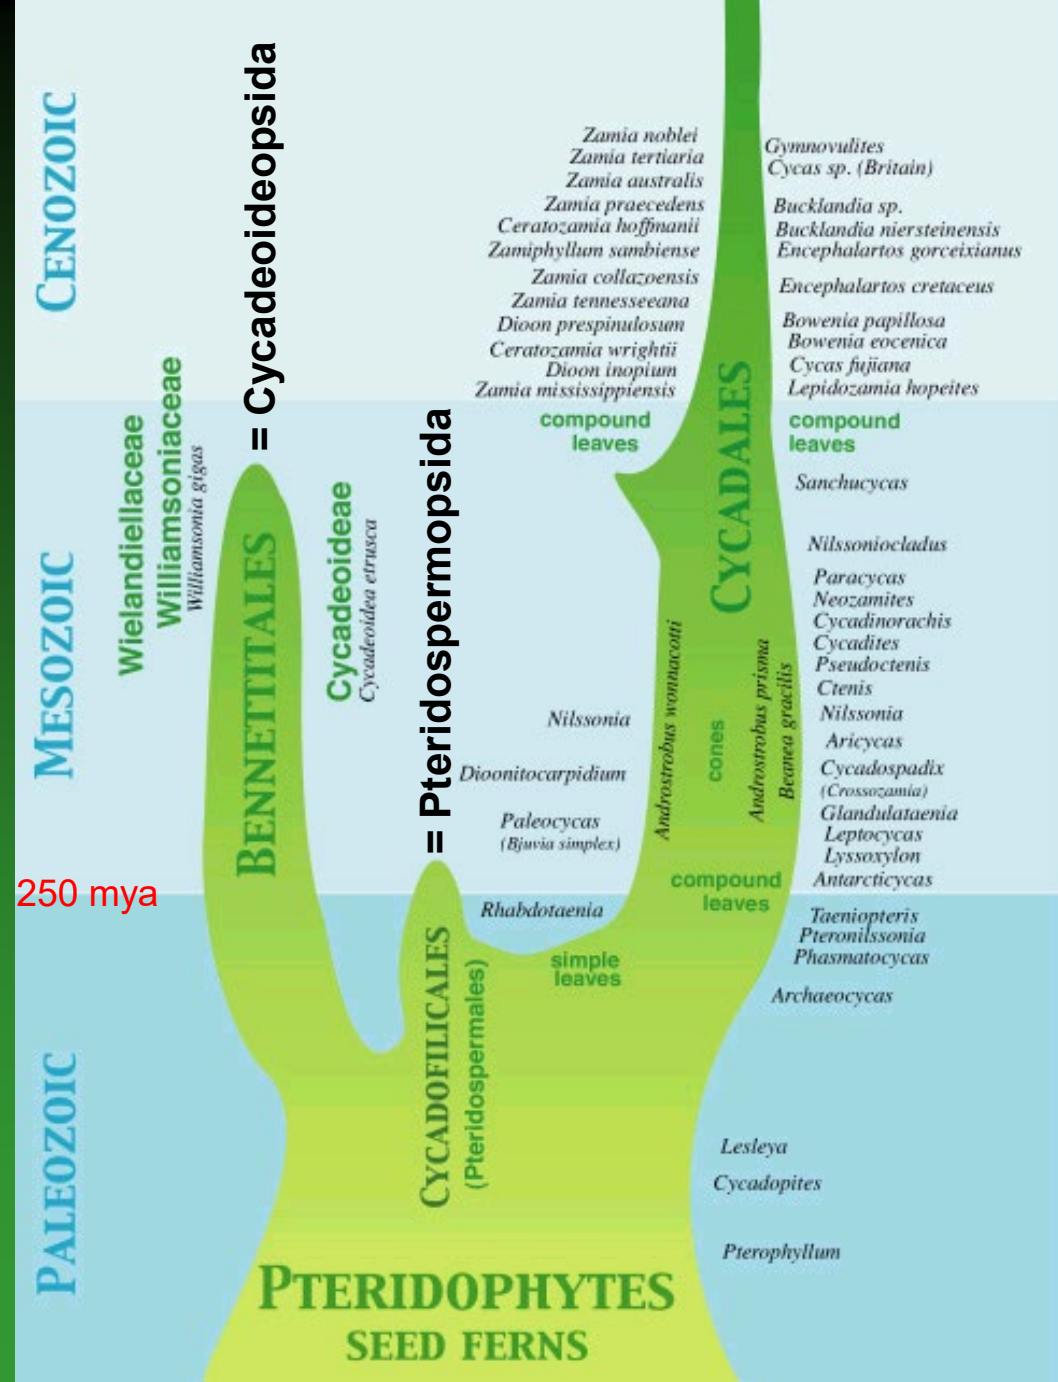 CENOZOIC
MESOZOIC
PALEOZOIC
250 mya
Wielandiellaceae
Williamsoniaceae
Williamsonia gigas
BENNETTITALES
= Cycadeoideopsida
Cycadeoideae
Cycadeoidea etrusca
= Pteridospermopsida
CYCADOFILICALES
(Pteridospermales)
Zamia noblei
Zamia tertiaria
Zamia australis
Zamia praecedens
Ceratozamia hoffmanii
Zamiphyllum sambiense
Zamia collazoensis
Zamia tennesseeana
Dioon prespinulosum
Ceratozamia wrightii
Dioon inopium
Zamia mississippiensis
compound
leaves
Nilssonia
Dioonitocarpidium
Paleocycas
(Bjuvia simplex)
Rhabdotaenia
simple
leaves
CYCADALES
Androstrobus wonnacotti
cones
Androstrobus prisma
Beanea gracilis
compound
leaves
Gymnovulites
Cycas sp. (Britain)
Bucklandia sp.
Bucklandia niersteinensis
Encephalartos gorceixianus
Encephalartos cretaceus
Bowenia papillosa
Bowenia eocenica
Cycas fujiana
Lepidozamia hopeites
compound
leaves
Sanchucycas
Nilssoniocladus
Paracycas
Neozamites
Cycadinorachis
Cycadites
Pseudoctenis
Ctenis
Nilssonia
Aricycas
Cycadospadix
(Crossozamia)
Glandulataenia
Leptocycas
Lyssoxylon
Antarcticycas
Taeniopteris
Pteronilssonia
Phasmatocycas
Archaeocycas
Lesleya
Cycadopites
Pterophyllum
PTERIDOPHYTES
SEED FERNS